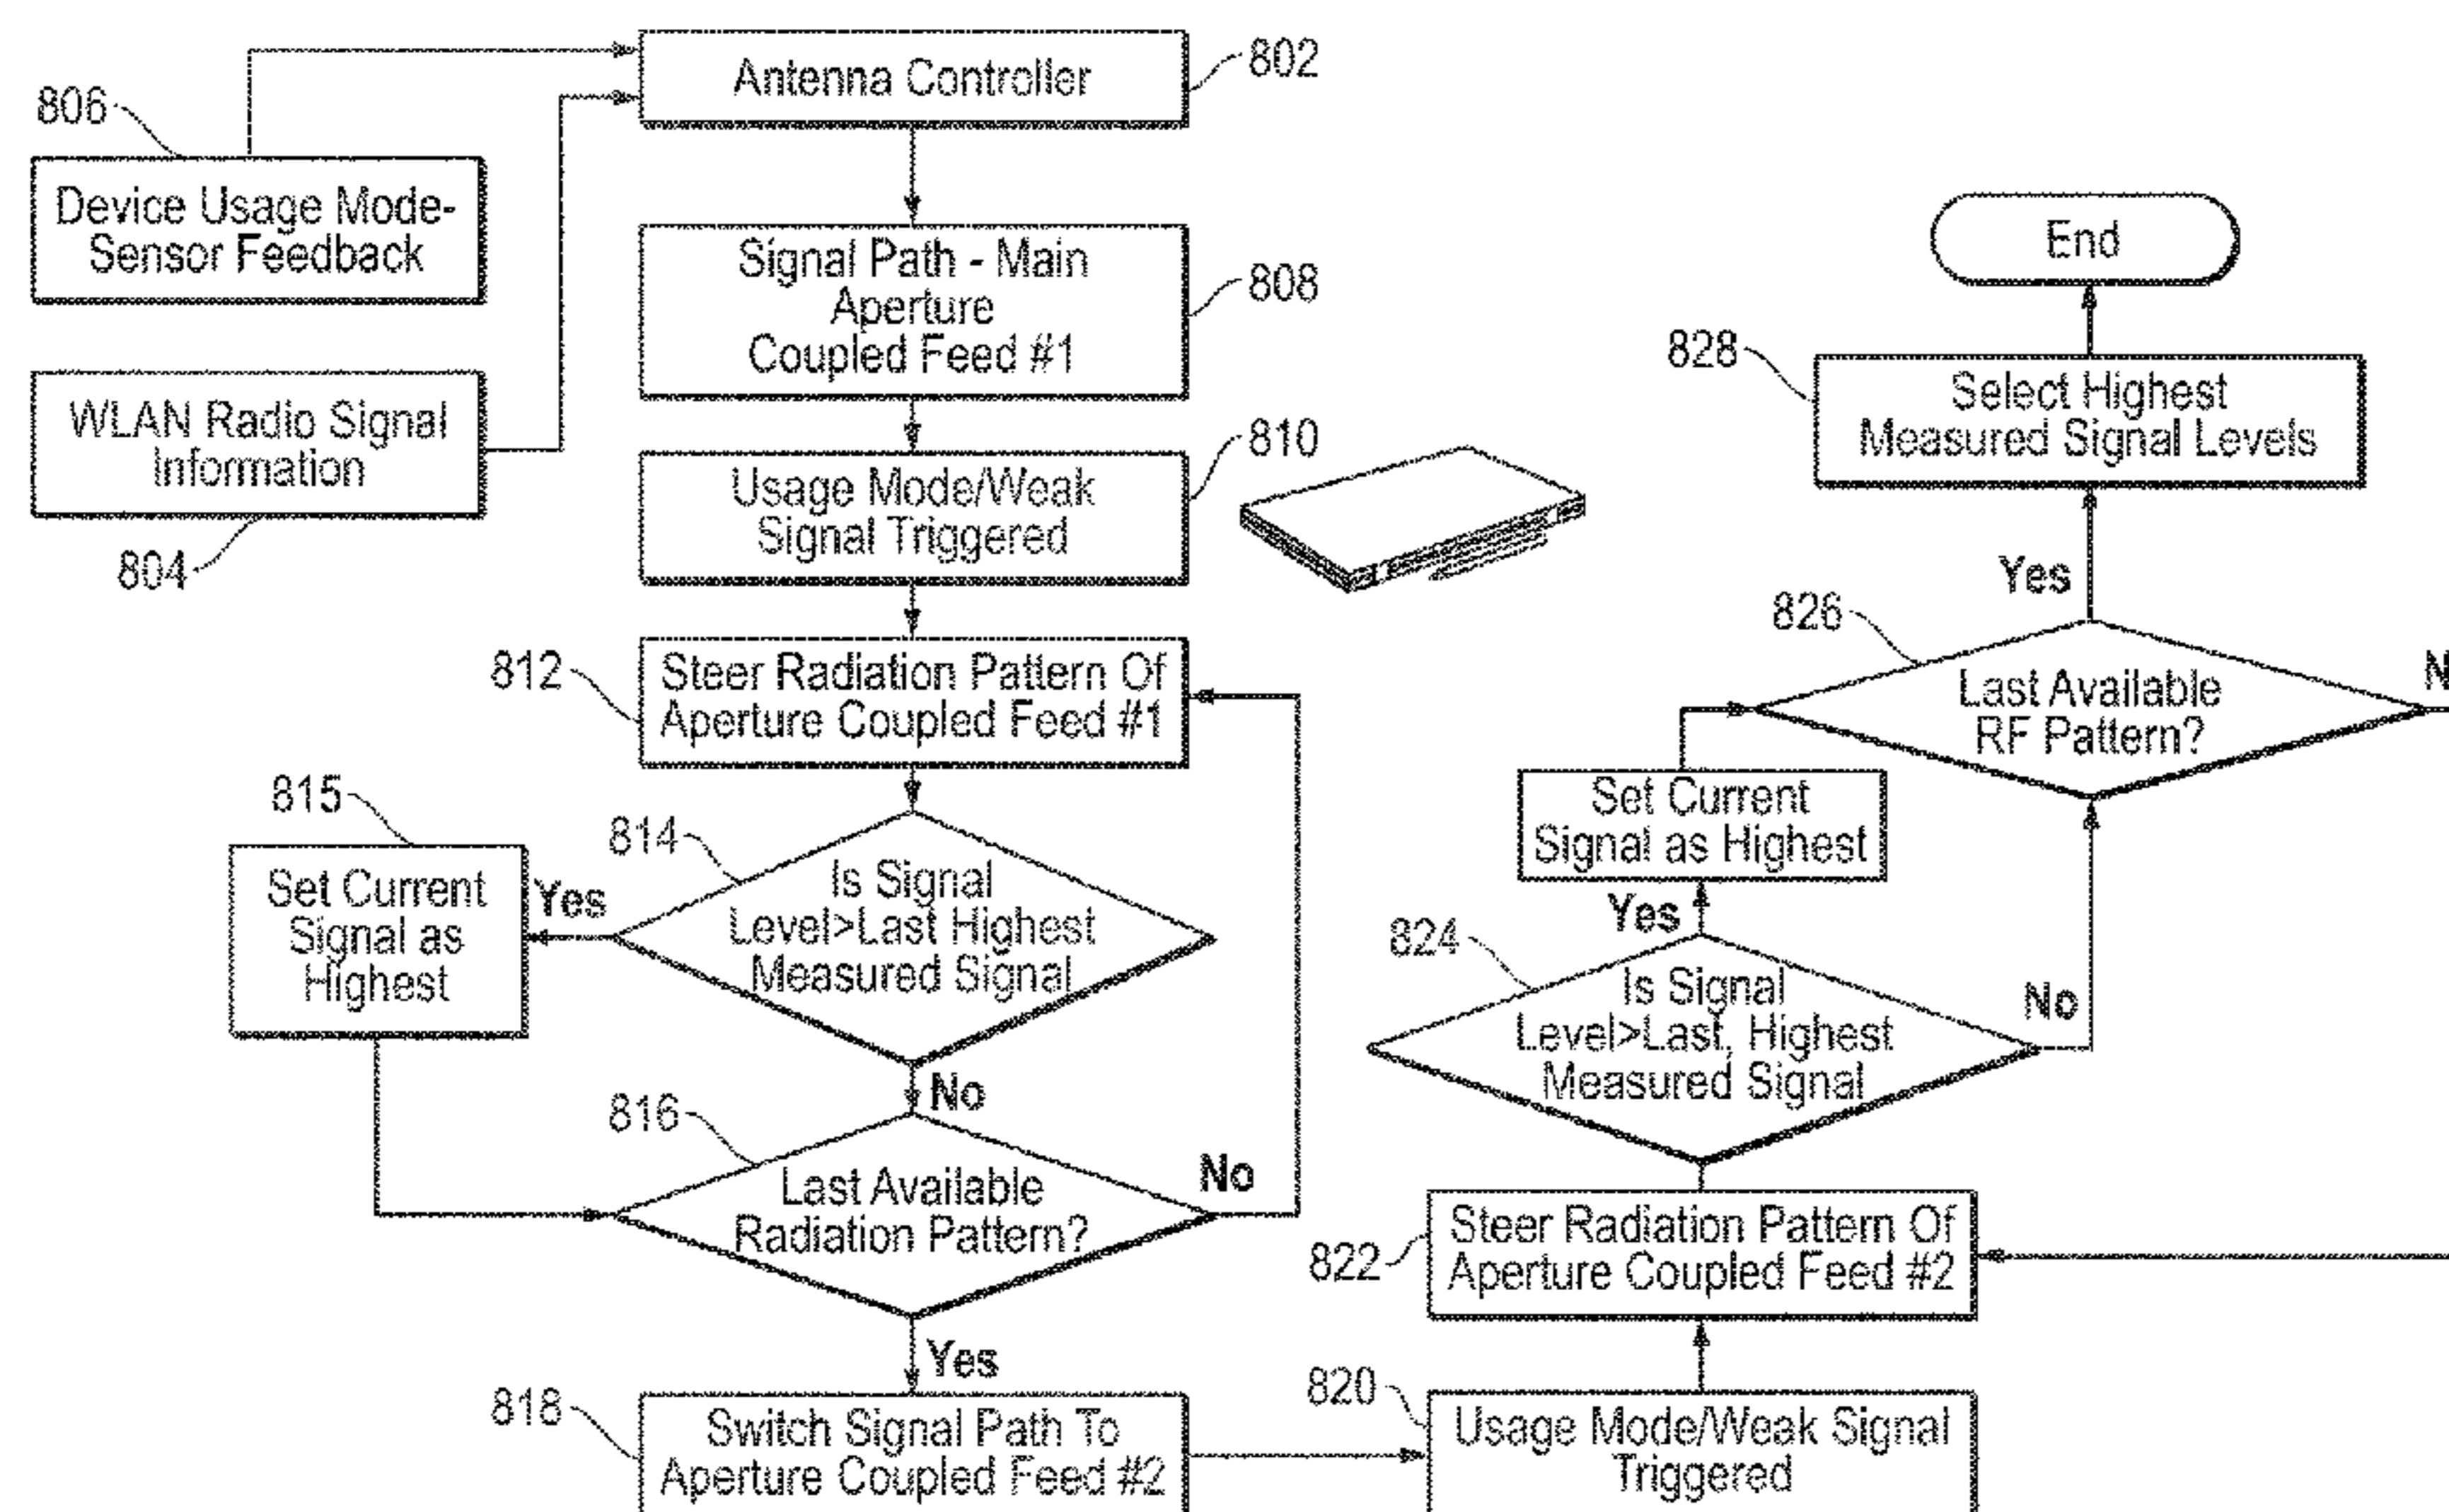 802
Antenna Controller
806
Device Usage Mode-
Sensor Feedback
Signal Path - Main
Aperture
Coupled Feed #1
808
End
WLAN Radio Signal
Information
804
810
Usage Mode/Weak
Signal Triggered
828
Select Highest
Measured Signal Levels
Yes
812
Steer Radiation Pattern Of
Aperture Coupled Feed #1
826
Last Available
RF Pattern?
N
815
Set Current
Signal as
Highest
Yes
814
Is Signal
Level>Last Highest
Measured Signal
No
Set Current
Signal as Highest
Yes
824
Is Signal
Level>Last, Highest
Measured Signal
No
816
Last Available
Radiation Pattern?
No
Yes
822
Steer Radiation Pattern Of
Aperture Coupled Feed #2
818
Switch Signal Path To
Aperture Coupled Feed #2
820
Usage Mode/Weak Signal
Triggered